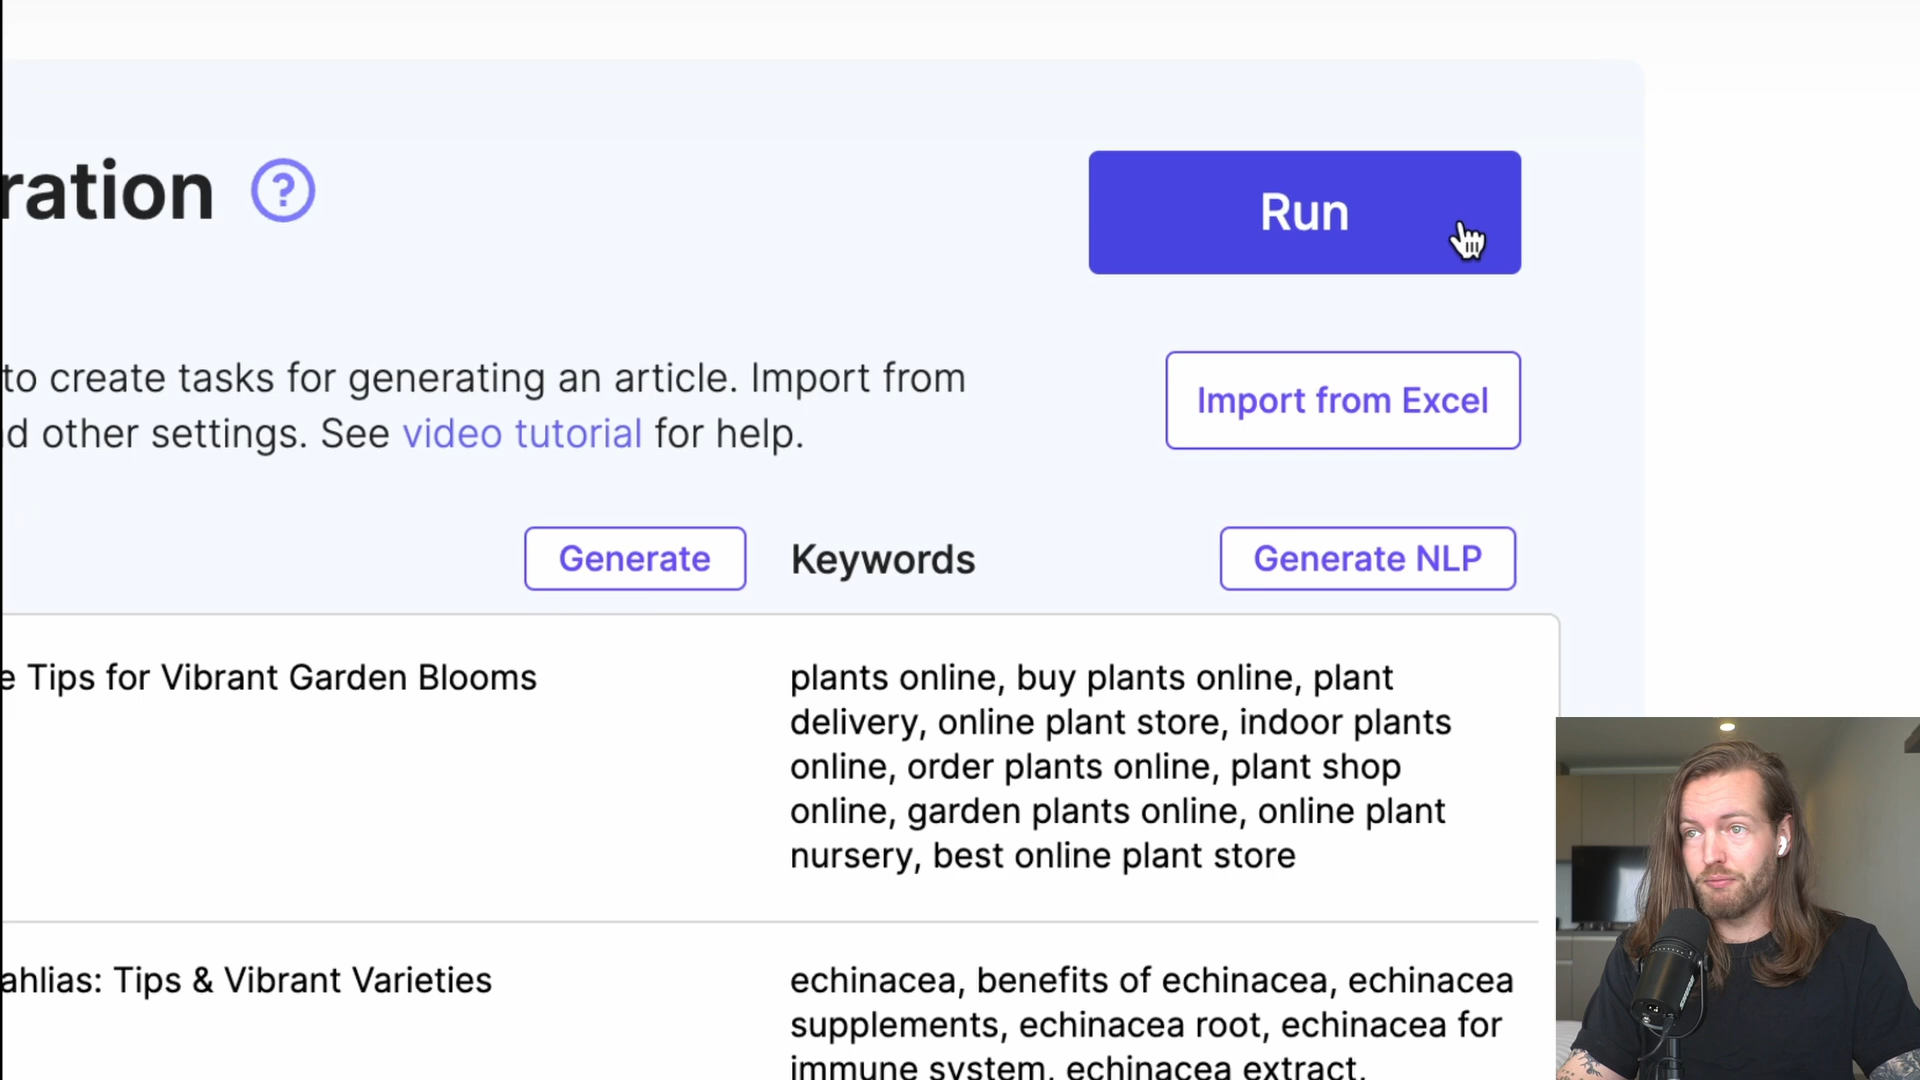 ration ?
Run
to create tasks for generating an article. Import from
d other settings. See video tutorial for help.
Import from Excel
Generate
Keywords
Generate NLP
e Tips for Vibrant Garden Blooms
plants online, buy plants online, plant
delivery, online plant store, indoor plants
online, order plants online, plant shop
online, garden plants online, online plant
nursery, best online plant store
ahlias: Tips & Vibrant Varieties
echinacea, benefits of echinacea, echinacea
supplements, echinacea root, echinacea for
immune system, echinacea extract,